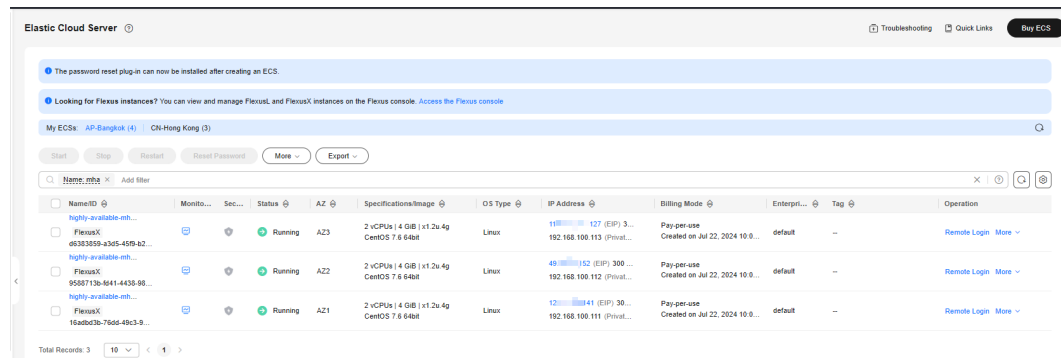 Elastic Cloud Server
Troubleshooting Quick Links Buy ECS
The password reset plug-in can now be installed after creating an ECS.
Looking for Flexus instances? You can view and manage FlexusL and FlexusX instances on the Flexus console. Access the Flexus console
My ECSs: AP-Bangkok (4) CN-Hong Kong (3)
Start Stop Restart Reset Password More Export
Name: mha × Add filter
Name/ID Monito... Sec... Status AZ Specifications/Image OS Type IP Address Billing Mode Enterpri... Tag Operation
highly-available-mh...
FlexusX
d6383859-a3d5-45f9-b2...
Running AZ3
2 vCPUs | 4 GiB | x1.2u.4g
CentOS 7.6 64bit
Linux
127 (EIP) 3...
192.168.100.113 (Privat...
Pay-per-use
Created on Jul 22, 2024 10:0...
default -- Remote Login More
highly-available-mh...
FlexusX
9588713b-fd41-4438-98...
Running AZ2
2 vCPUs | 4 GiB | x1.2u.4g
CentOS 7.6 64bit
Linux
152 (EIP) 300 ...
192.168.100.112 (Privat...
Pay-per-use
Created on Jul 22, 2024 10:0...
default -- Remote Login More
highly-available-mh...
FlexusX
16adbd3b-76dd-49c3-9...
Running AZ1
2 vCPUs | 4 GiB | x1.2u.4g
CentOS 7.6 64bit
Linux
(EIP) 30...
192.168.100.111 (Privat...
Pay-per-use
Created on Jul 22, 2024 10:0...
default -- Remote Login More
Total Records: 3 10 < 1 >